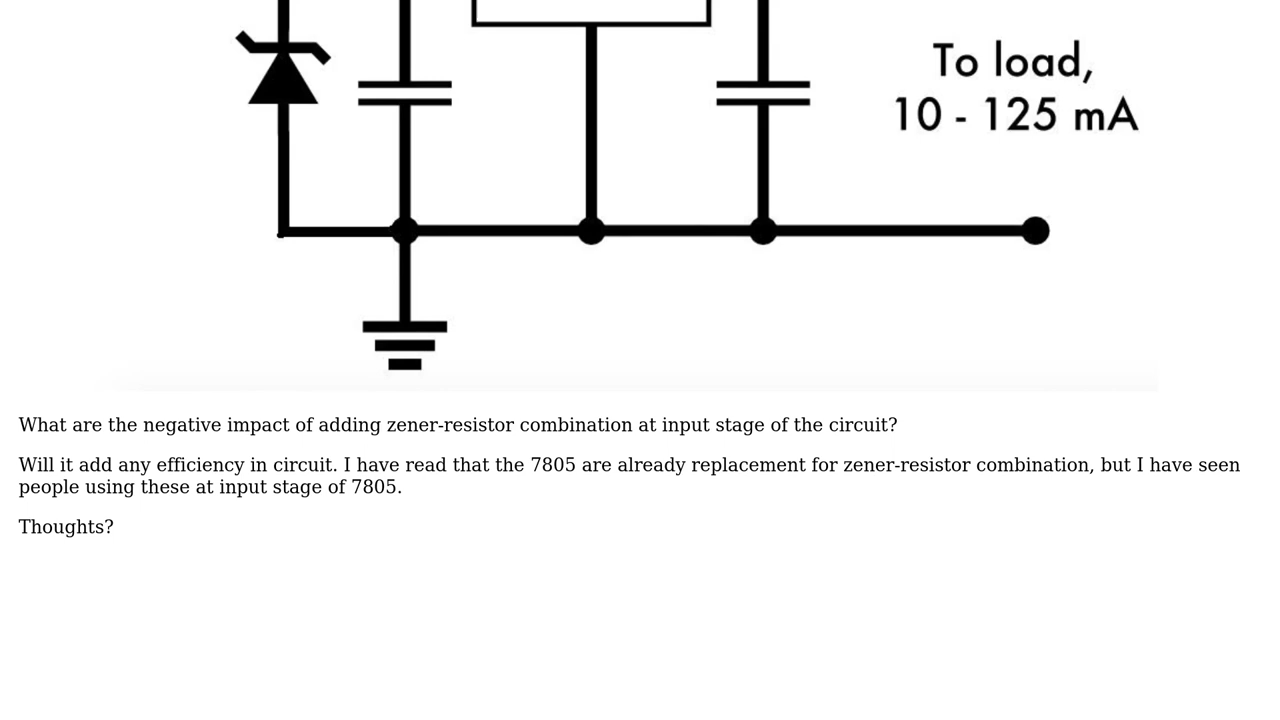 To load,
10 - 125 mA
What are the negative impact of adding zener-resistor combination at input stage of the circuit?
Will it add any efficiency in circuit. I have read that the 7805 are already replacement for zener-resistor combination, but I have seen
people using these at input stage of 7805.
Thoughts?